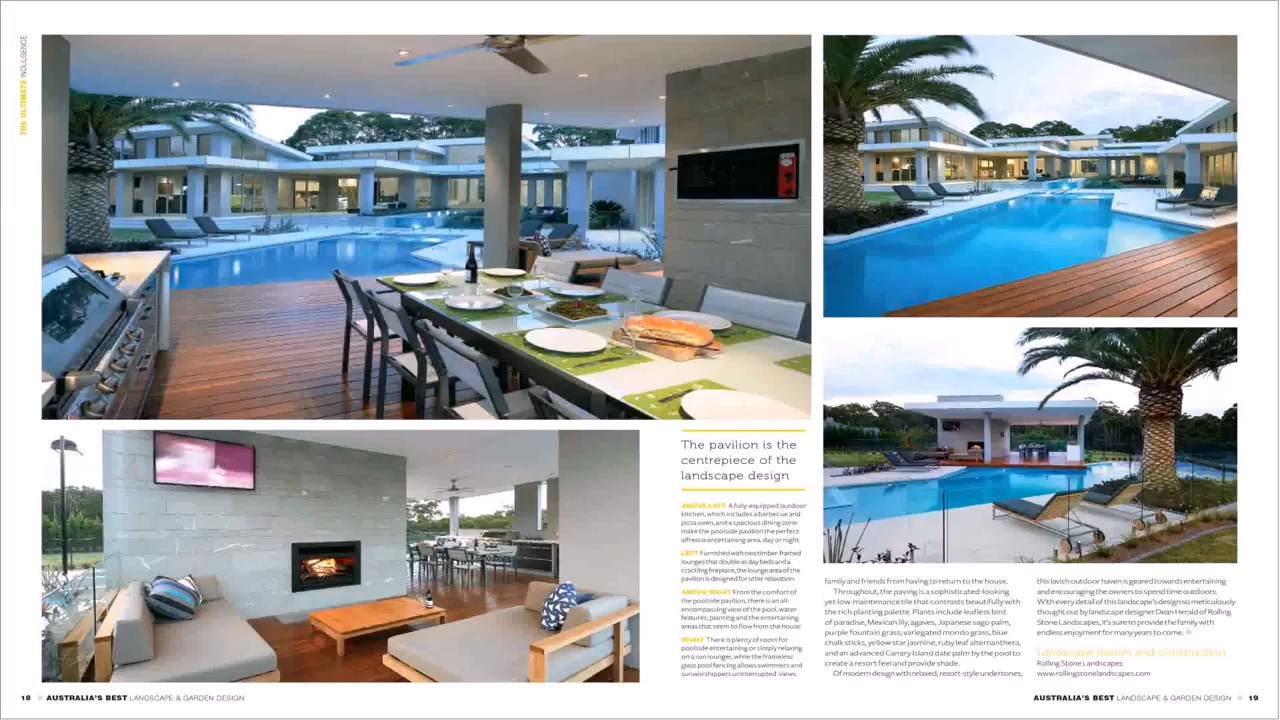 THE ULTIMATE INDULGENCE
The pavilion is the
centrepiece of the
landscape design
ABOVE LEFT A fully-equipped outdoor
kitchen, which includes a barbecue and
pizza oven, and a spacious dining zone
make the poolside pavilion the perfect
alfresco entertaining area, day or night
LEFT Furnished with two timber-framed
lounges that double as day beds and a
crackling fireplace, the lounge area of the
pavilion is designed for utter relaxation
ABOVE RIGHT From the comfort of
the poolside pavilion, there is an all-
encompassing view of the pool, water
features, planting and the entertaining
areas that seem to flow from the house
RIGHT There is plenty of room for
poolside entertaining or simply relaxing
on a sun lounger, while the frameless
glass pool fencing allows swimmers and
sunworshippers uninterrupted views
family and friends from having to return to the house.
Throughout, the paving is a sophisticated-looking
yet low-maintenance tile that contrasts beautifully with
the rich planting palette. Plants include leafless bird
of paradise, Mexican lily, agaves, Japanese sago palm,
purple fountain grass, variegated mondo grass, blue
chalk sticks, yellow star jasmine, ruby leaf alternanthera,
and an advanced Canary Island date palm by the pool to
create a resort feel and provide shade.
Of modern design with relaxed, resort-style undertones,
this lavish outdoor haven is geared towards entertaining
and encouraging the owners to spend time outdoors.
With every detail of this landscape's design so meticulously
thought out by landscape designer Dean Herald of Rolling
Stone Landscapes, it's sure to provide the family with
endless enjoyment for many years to come.
Landscape design and construction
Rolling Stone Landscapes
www.rollingstonelandscapes.com
18 AUSTRALIA'S BEST LANDSCAPE & GARDEN DESIGN
AUSTRALIA'S BEST LANDSCAPE & GARDEN DESIGN 19